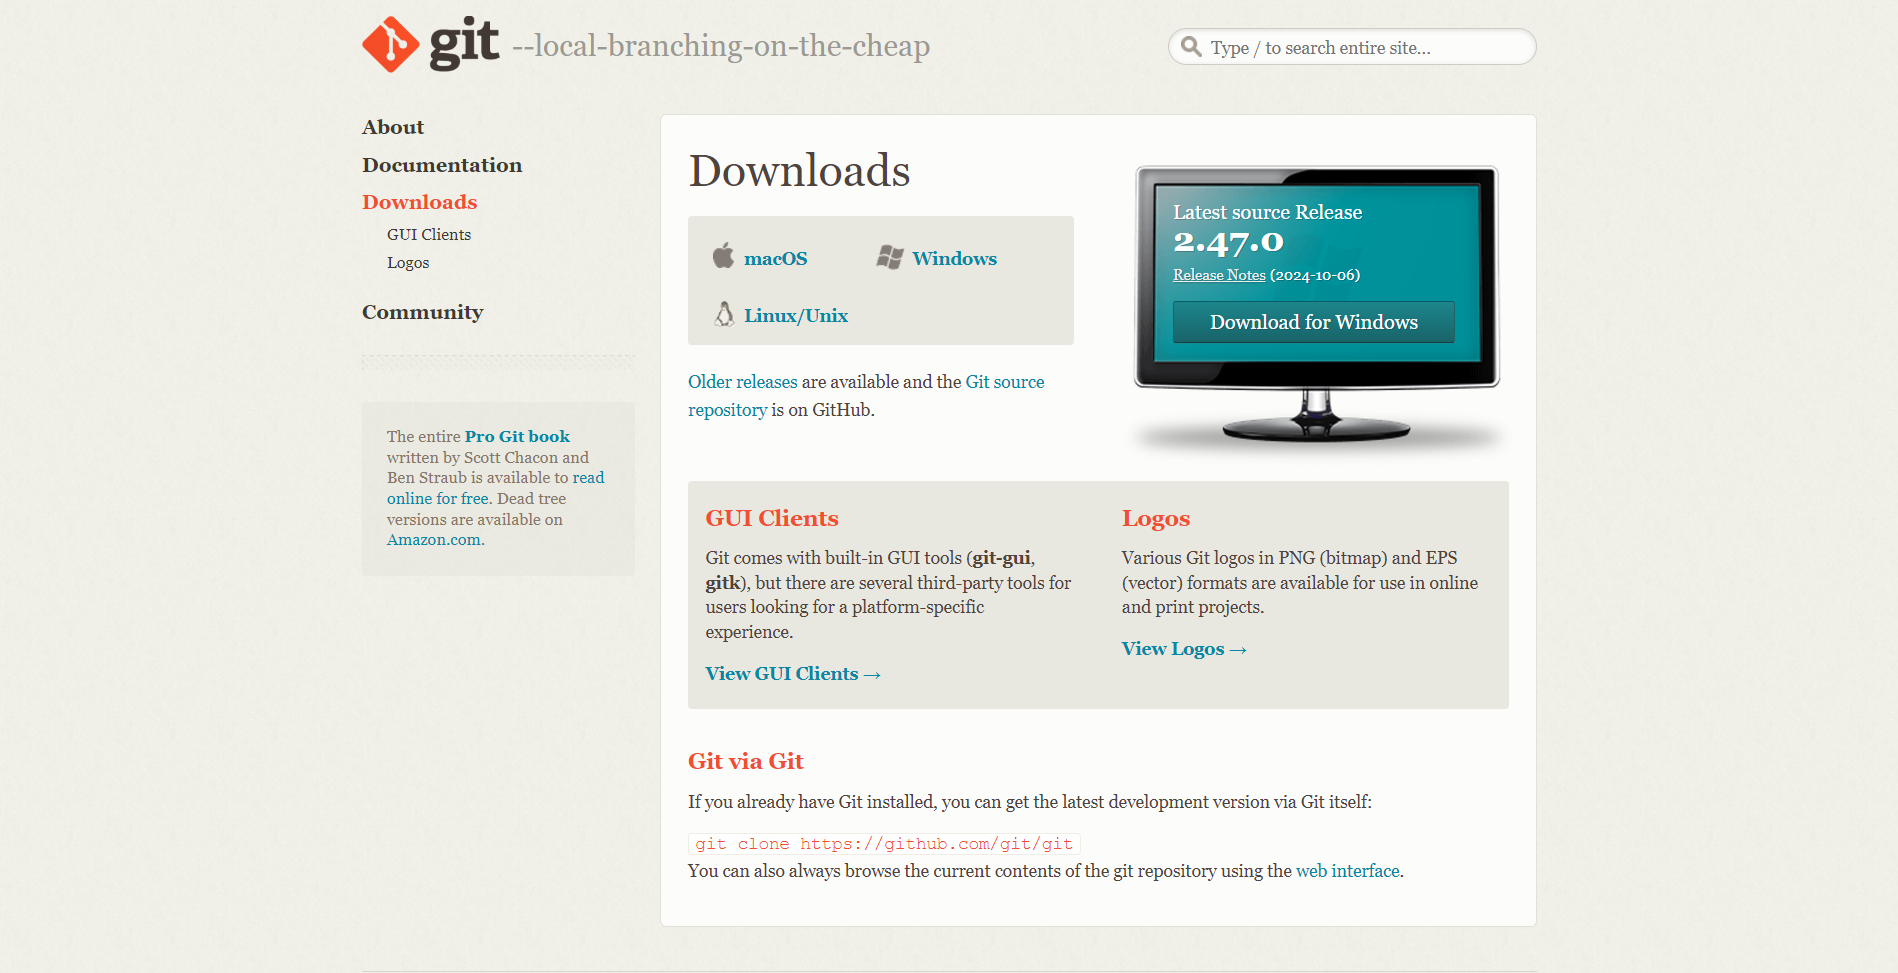 git --local-branching-on-the-cheap
Type / to search entire site...
About
Documentation
Downloads
GUI Clients
Logos
Community
The entire Pro Git book
written by Scott Chacon and
Ben Straub is available to read
online for free. Dead tree
versions are available on
Amazon.com.
Downloads
macOS
Windows
Linux/Unix
Older releases are available and the Git source
repository is on GitHub.
Latest source Release
2.47.0
Release Notes (2024-10-06)
Download for Windows
GUI Clients
Git comes with built-in GUI tools (git-gui,
gitk), but there are several third-party tools for
users looking for a platform-specific
experience.
View GUI Clients →
Logos
Various Git logos in PNG (bitmap) and EPS
(vector) formats are available for use in online
and print projects.
View Logos →
Git via Git
If you already have Git installed, you can get the latest development version via Git itself:
git clone https://github.com/git/git
You can also always browse the current contents of the git repository using the web interface.